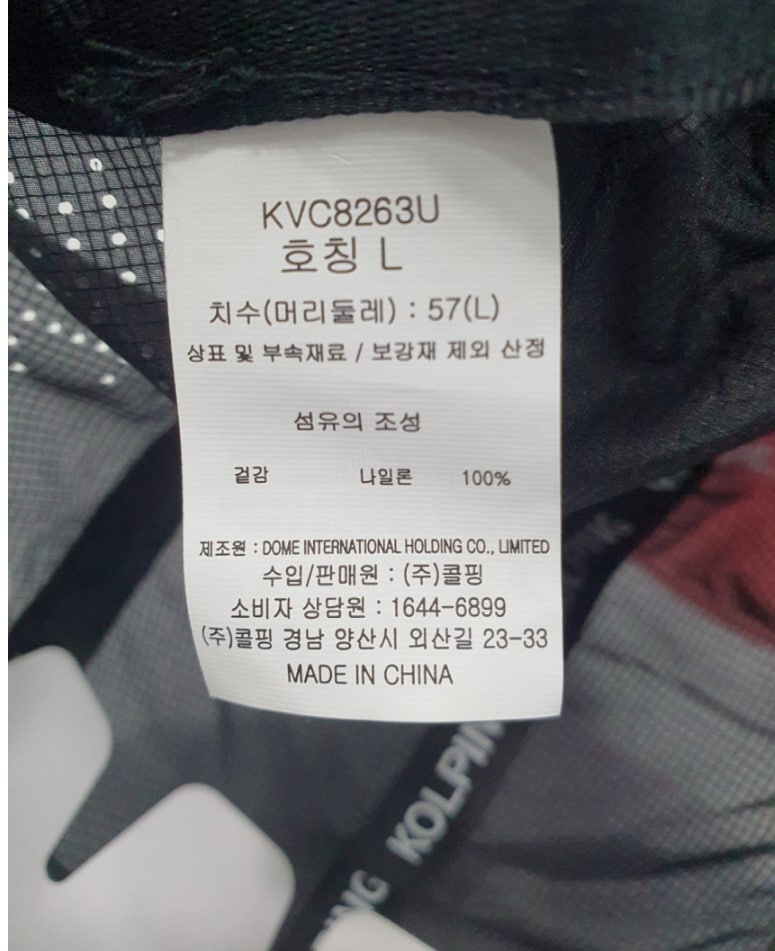 KVC8263U
호칭 L
치수(머리둘레) : 57(L)
상표 및 부속재료 / 보강재 제외 산정
섬유의 조성
겉감 나일론 100%
제조원 : DOME INTERNATIONAL HOLDING CO., LIMITED
수입/판매원 : (주)콜핑
소비자 상담원 : 1644-6899
(주)콜핑 경남 양산시 외산길 23-33
MADE IN CHINA
KOLPING